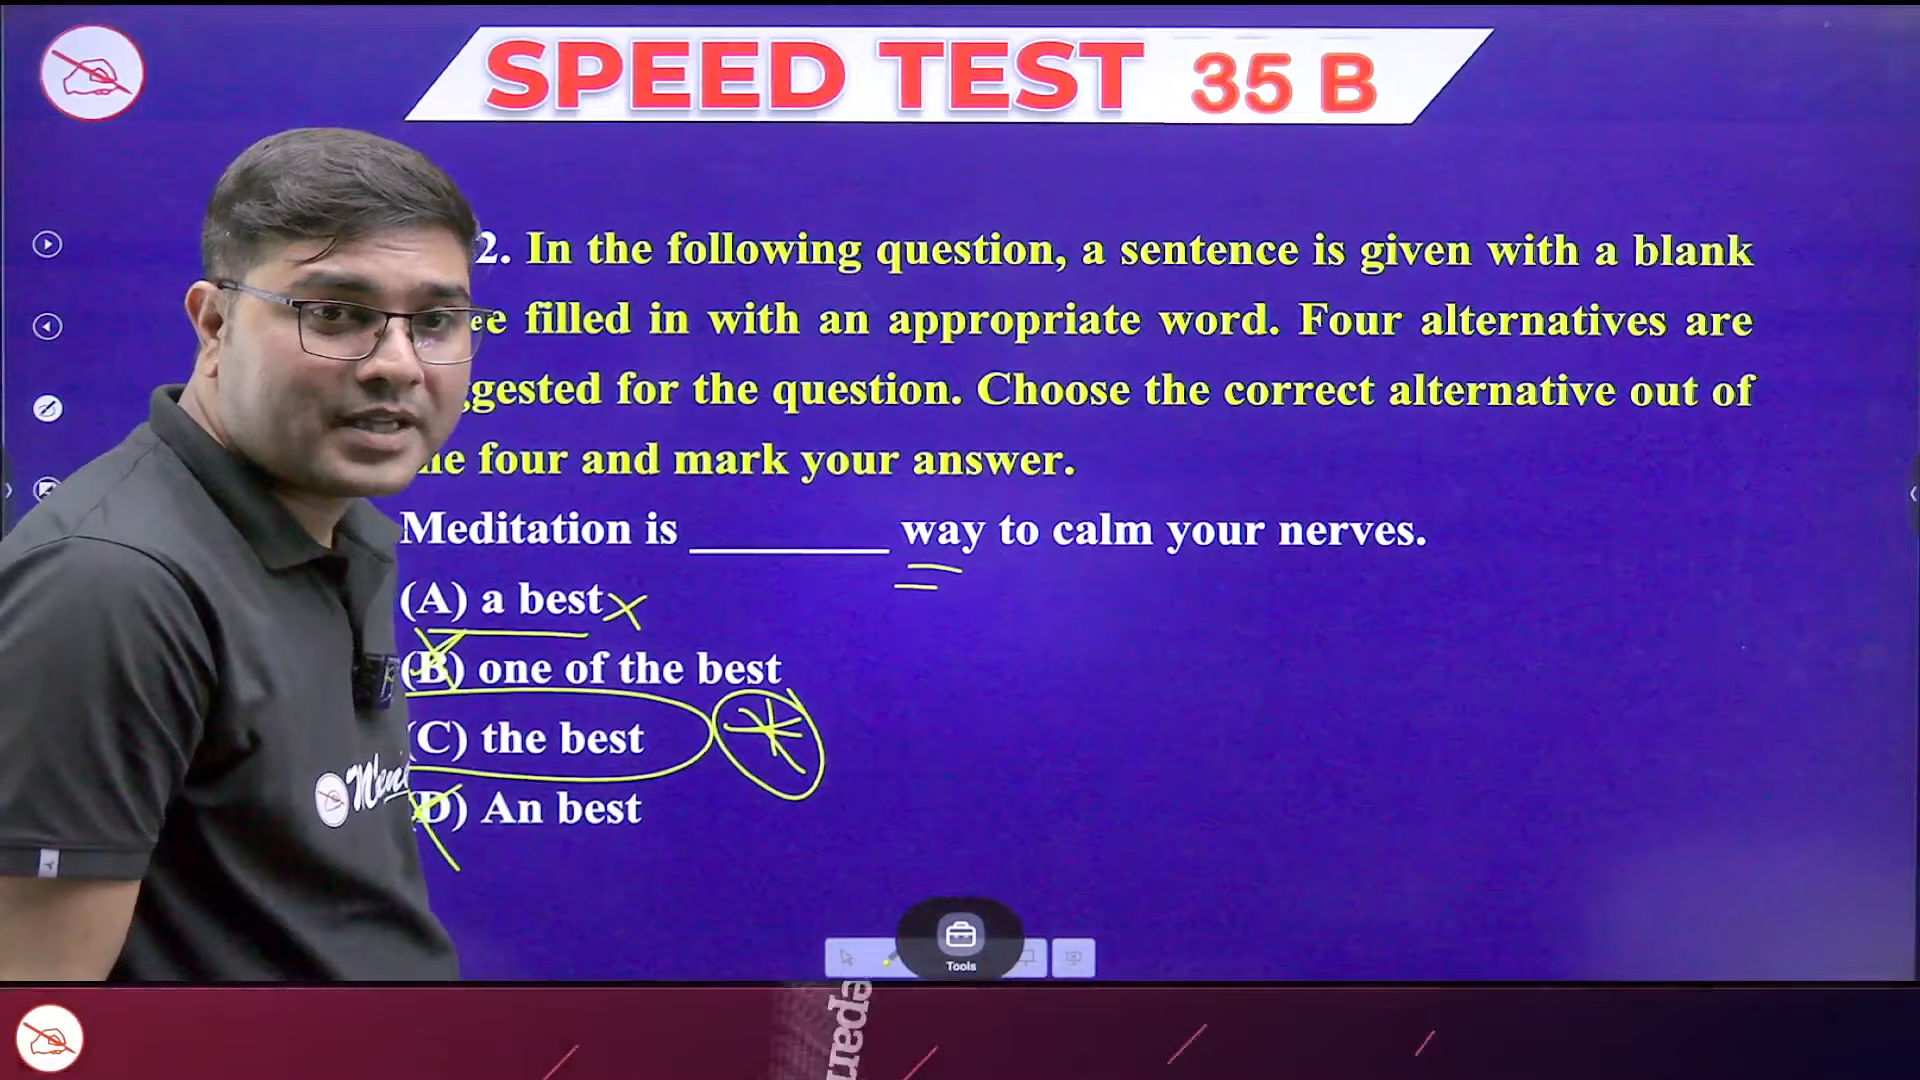 SPEED TEST 35 B
2. In the following question, a sentence is given with a blank
filled in with an appropriate word. Four alternatives are
for the question. Choose the correct alternative out of
four and mark your answer.
Meditation is ________ way to calm your nerves.
(A) a best
(B) one of the best
(C) the best
(D) An best
Tools